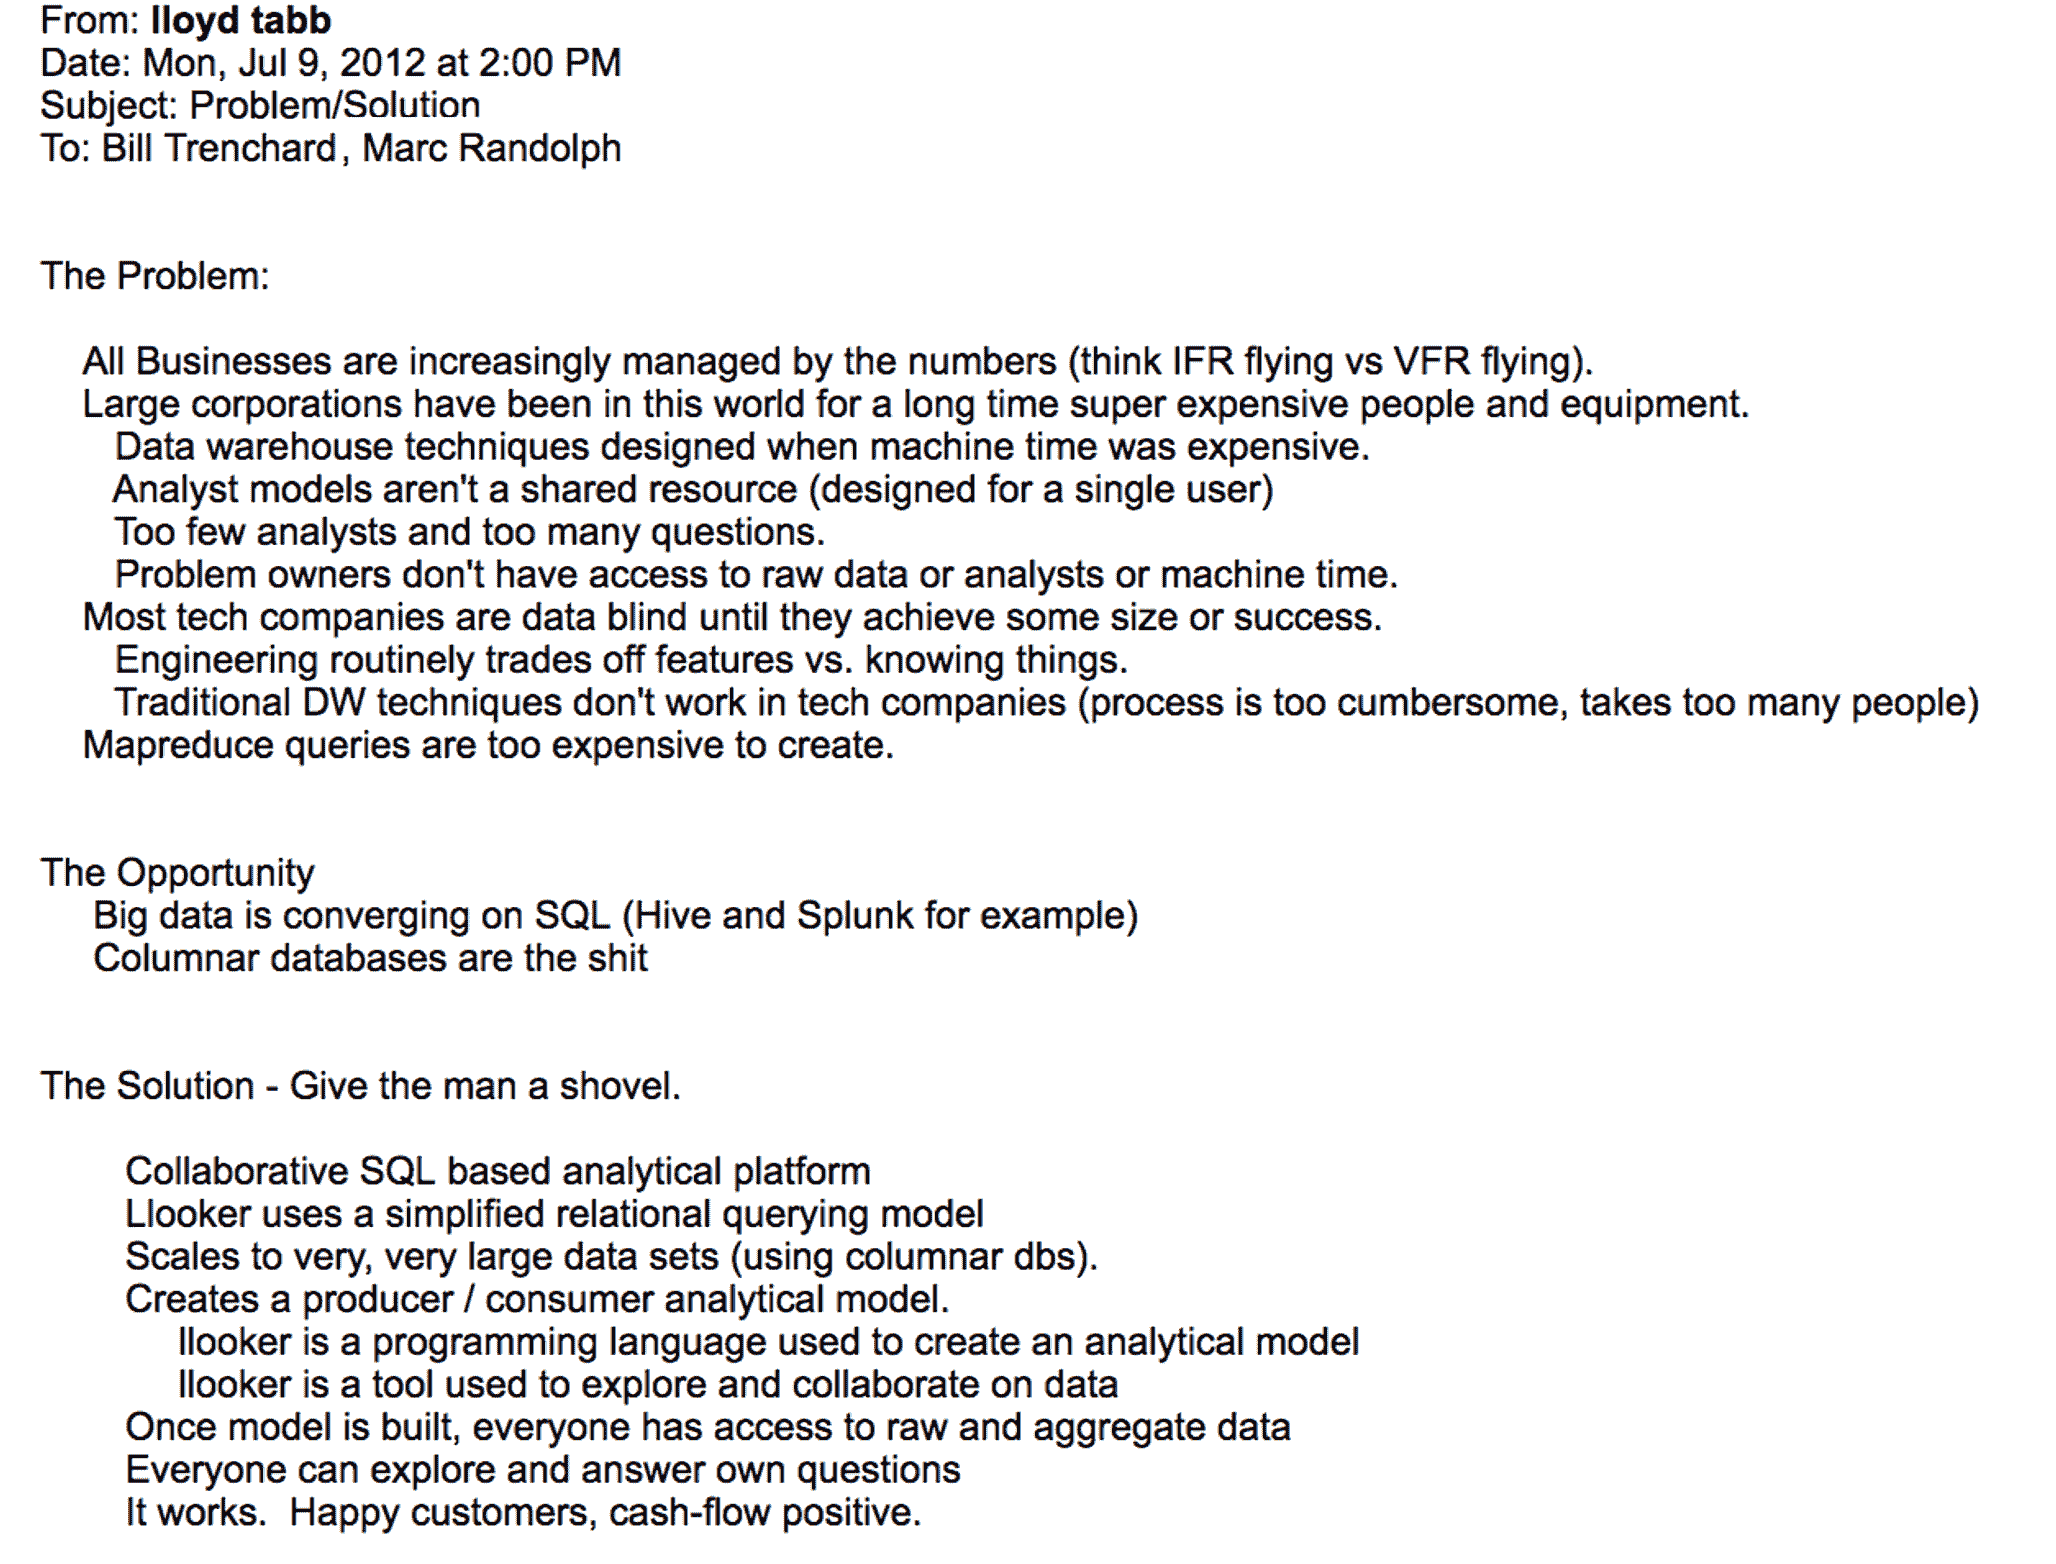 From: lloyd tabb
Date: Mon, Jul 9, 2012 at 2:00 PM
Subject: Problem/Solution
To: Bill Trenchard, Marc Randolph
The Problem:
All Businesses are increasingly managed by the numbers (think IFR flying vs VFR flying).
Large corporations have been in this world for a long time super expensive people and equipment.
Data warehouse techniques designed when machine time was expensive.
Analyst models aren't a shared resource (designed for a single user)
Too few analysts and too many questions.
Problem owners don't have access to raw data or analysts or machine time.
Most tech companies are data blind until they achieve some size or success.
Engineering routinely trades off features vs. knowing things.
Traditional DW techniques don't work in tech companies (process is too cumbersome, takes too many people)
Mapreduce queries are too expensive to create.
The Opportunity
Big data is converging on SQL (Hive and Splunk for example)
Columnar databases are the shit
The Solution - Give the man a shovel.
Collaborative SQL based analytical platform
Llooker uses a simplified relational querying model
Scales to very, very large data sets (using columnar dbs).
Creates a producer / consumer analytical model.
llooker is a programming language used to create an analytical model
llooker is a tool used to explore and collaborate on data
Once model is built, everyone has access to raw and aggregate data
Everyone can explore and answer own questions
It works.  Happy customers, cash-flow positive.